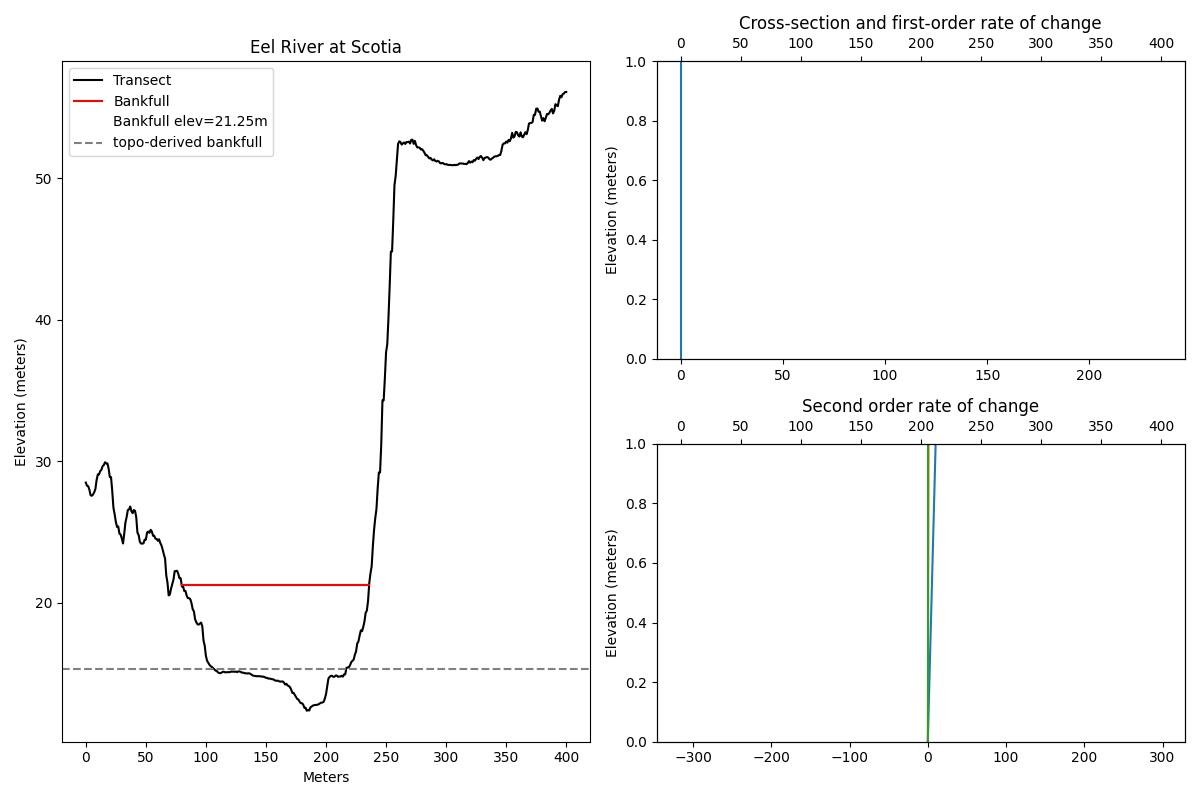 Eel River at Scotia
Transect
Bankfull
Bankfull elev=21.25m
topo-derived bankfull
50
40
30
20
Elevation (meters)
0 50 100 150 200 250 300 350 400
Meters
Cross-section and first-order rate of change
0 50 100 150 200 250 300 350 400
1.0
0.8
0.6
0.4
0.2
0.0
Elevation (meters)
0 50 100 150 200
Second order rate of change
0 50 100 150 200 250 300 350 400
1.0
0.8
0.6
0.4
0.2
0.0
Elevation (meters)
−300 −200 −100 0 100 200 300